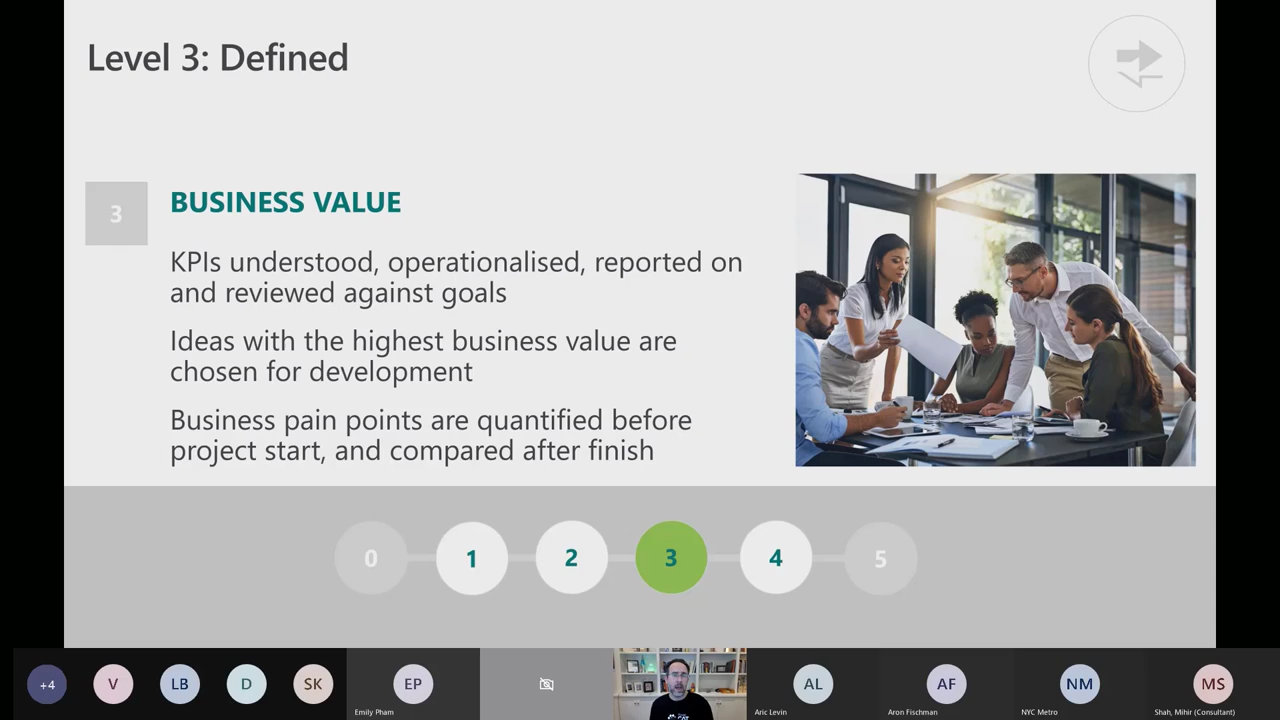 Level 3: Defined
3
BUSINESS VALUE
KPIs understood, operationalised, reported on
and reviewed against goals
Ideas with the highest business value are
chosen for development
Business pain points are quantified before
project start, and compared after finish
0
1
2
3
4
5
+4
V
LB
D
SK
EP
AL
AF
NM
MS
Emily Pham
Aric Levin
Aron Fischman
NYC Metro
Shah, Mihir (Consultant)